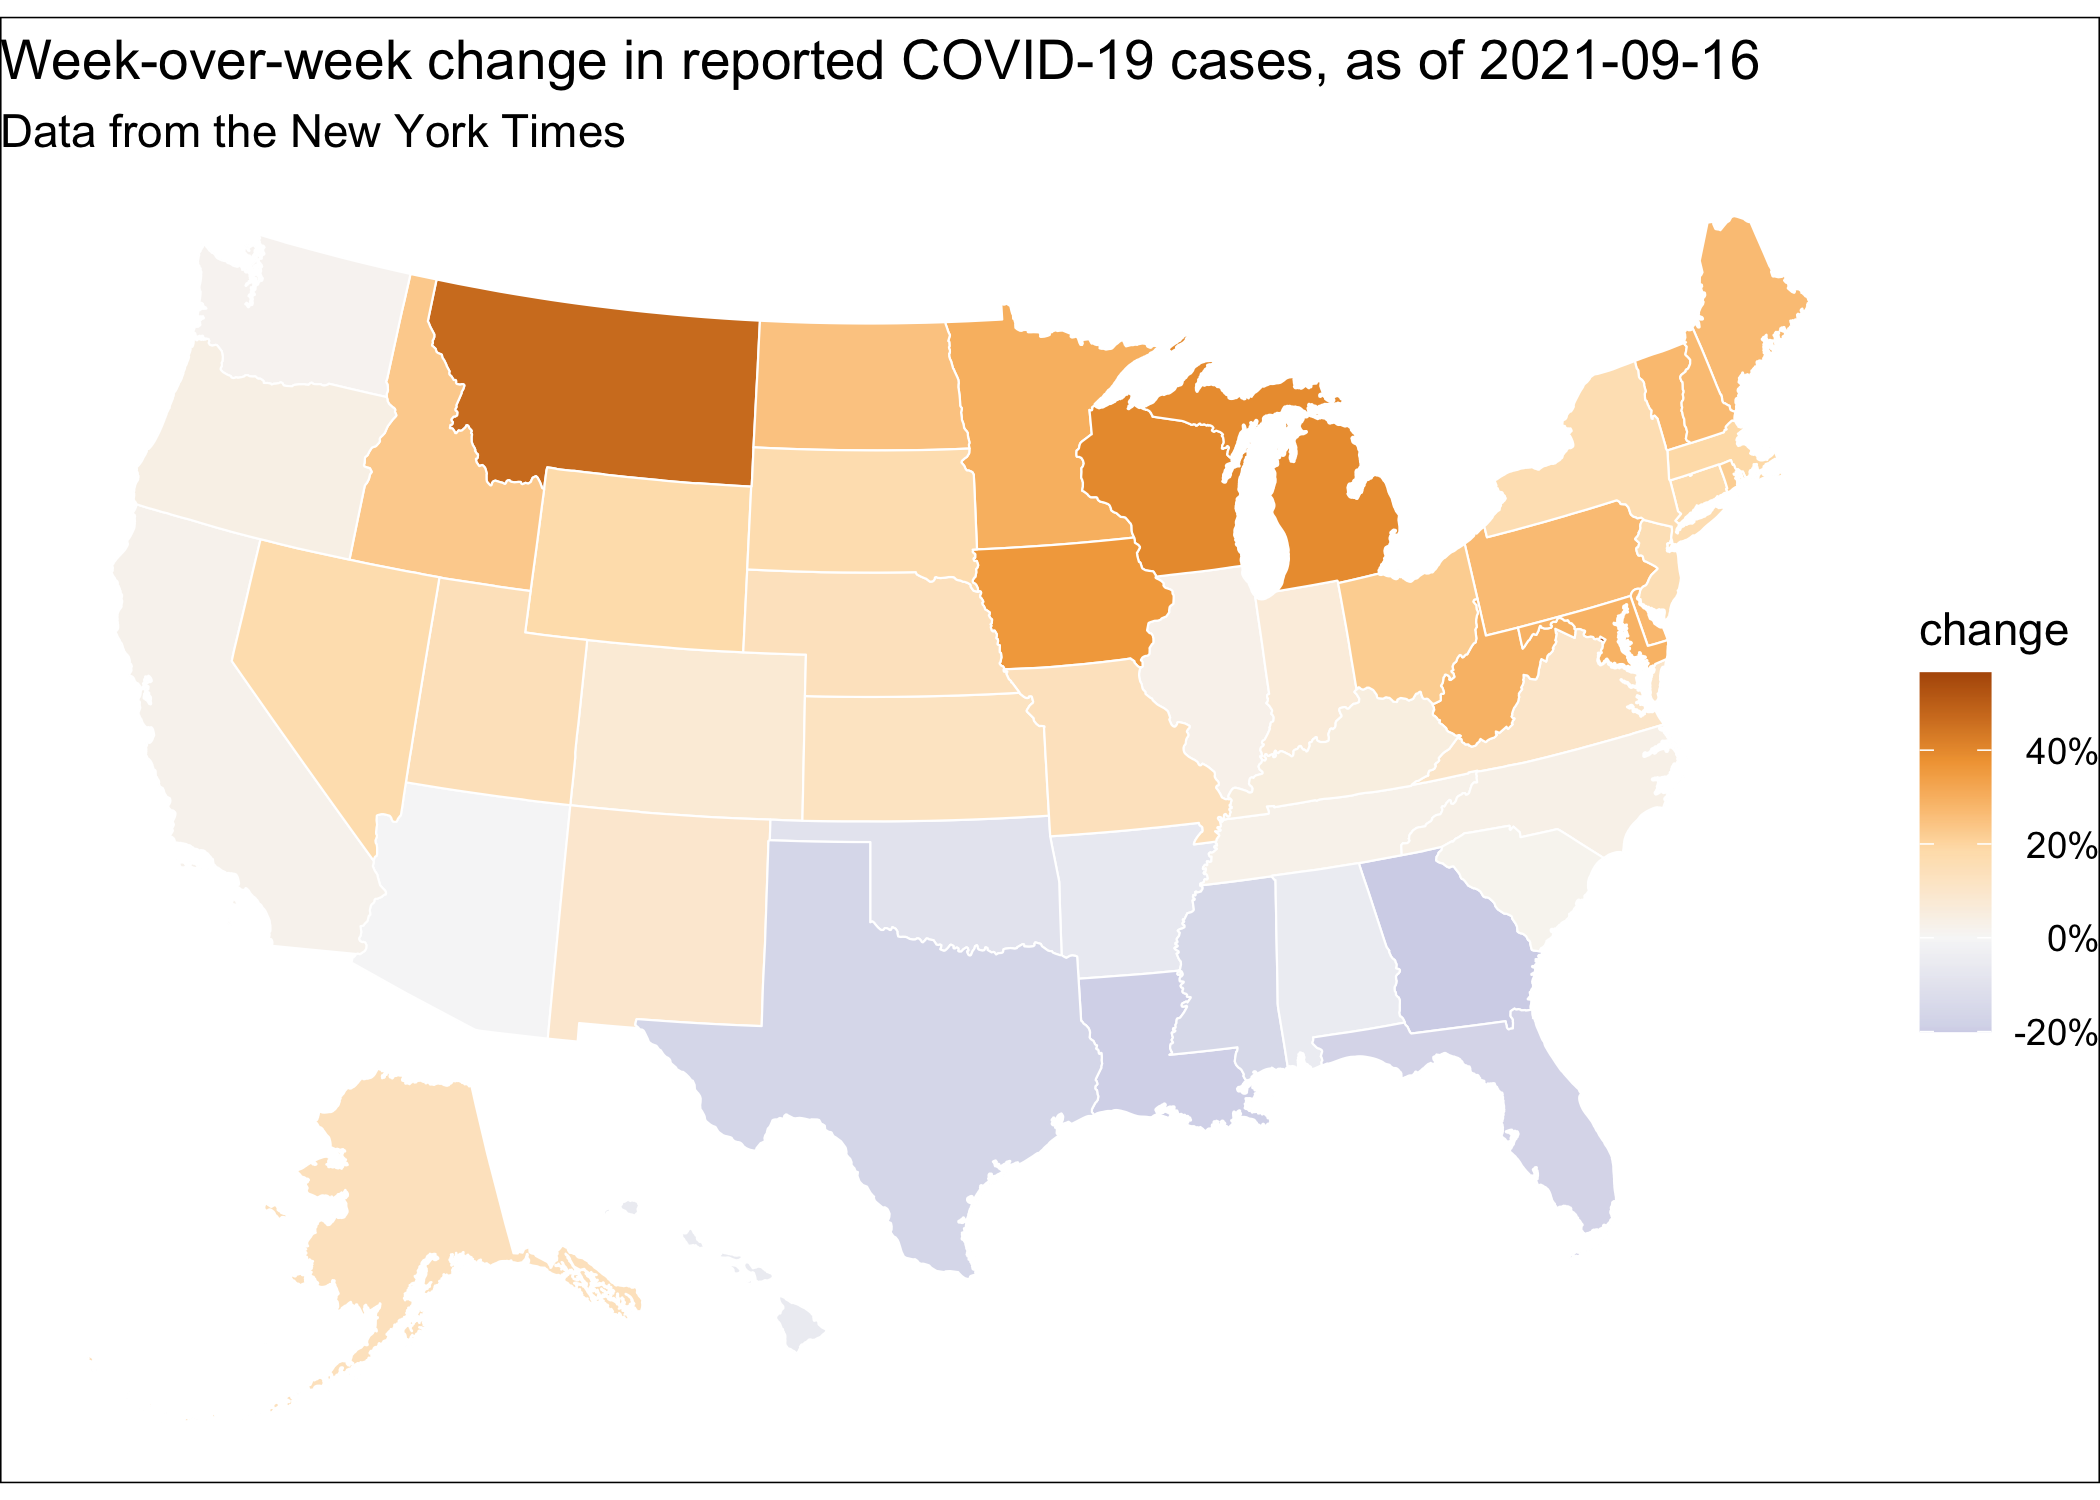 Week-over-week change in reported COVID-19 cases, as of 2021-09-16
Data from the New York Times
change
40%
20%
0%
-20%